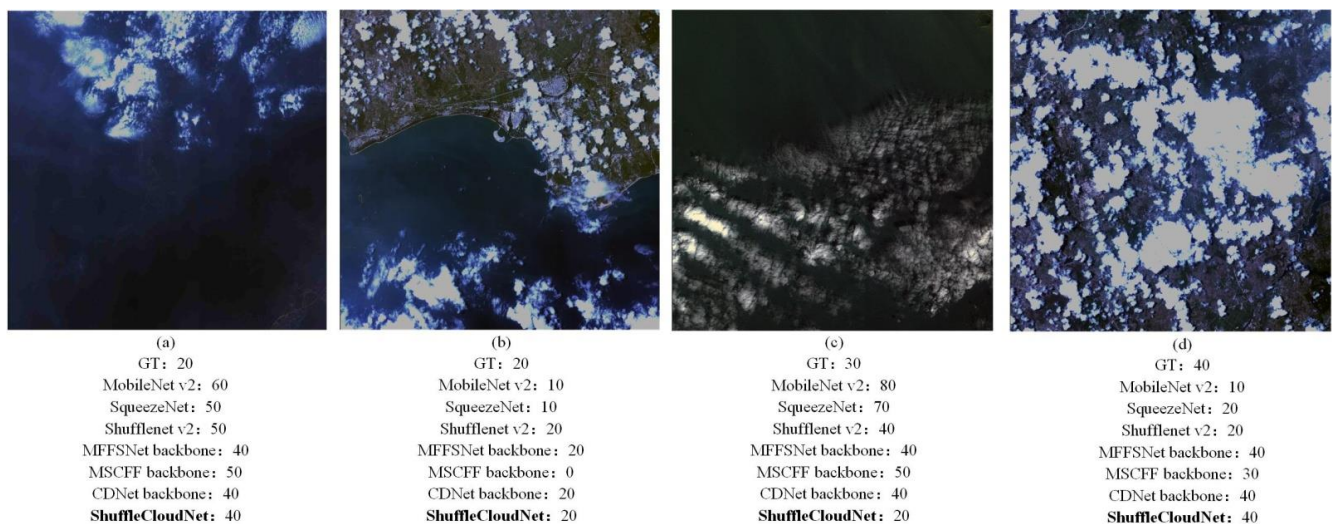 (a)
GT：20
MobileNet v2：60
SqueezeNet：50
Shufflenet v2：50
MFFSNet backbone：40
MSCFF backbone：50
CDNet backbone：40
ShuffleCloudNet：40
(b)
GT：20
MobileNet v2：10
SqueezeNet：10
Shufflenet v2：20
MFFSNet backbone：20
MSCFF backbone：0
CDNet backbone：20
ShuffleCloudNet：20
(c)
GT：30
MobileNet v2：80
SqueezeNet：70
Shufflenet v2：40
MFFSNet backbone：40
MSCFF backbone：50
CDNet backbone：40
ShuffleCloudNet：20
(d)
GT：40
MobileNet v2：10
SqueezeNet：20
Shufflenet v2：20
MFFSNet backbone：40
MSCFF backbone：30
CDNet backbone：40
ShuffleCloudNet：40